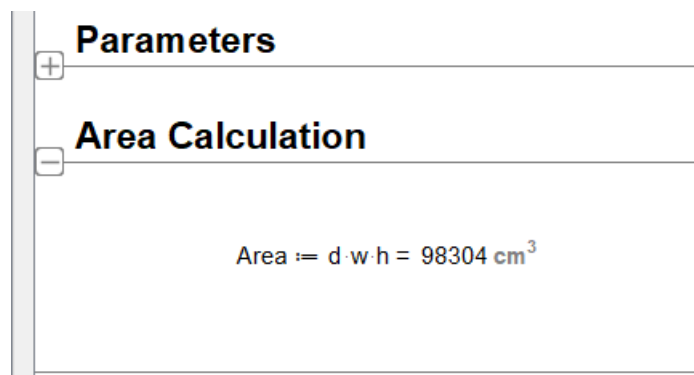 Parameters
Area Calculation
Area := d·w·h = 98304 cm³